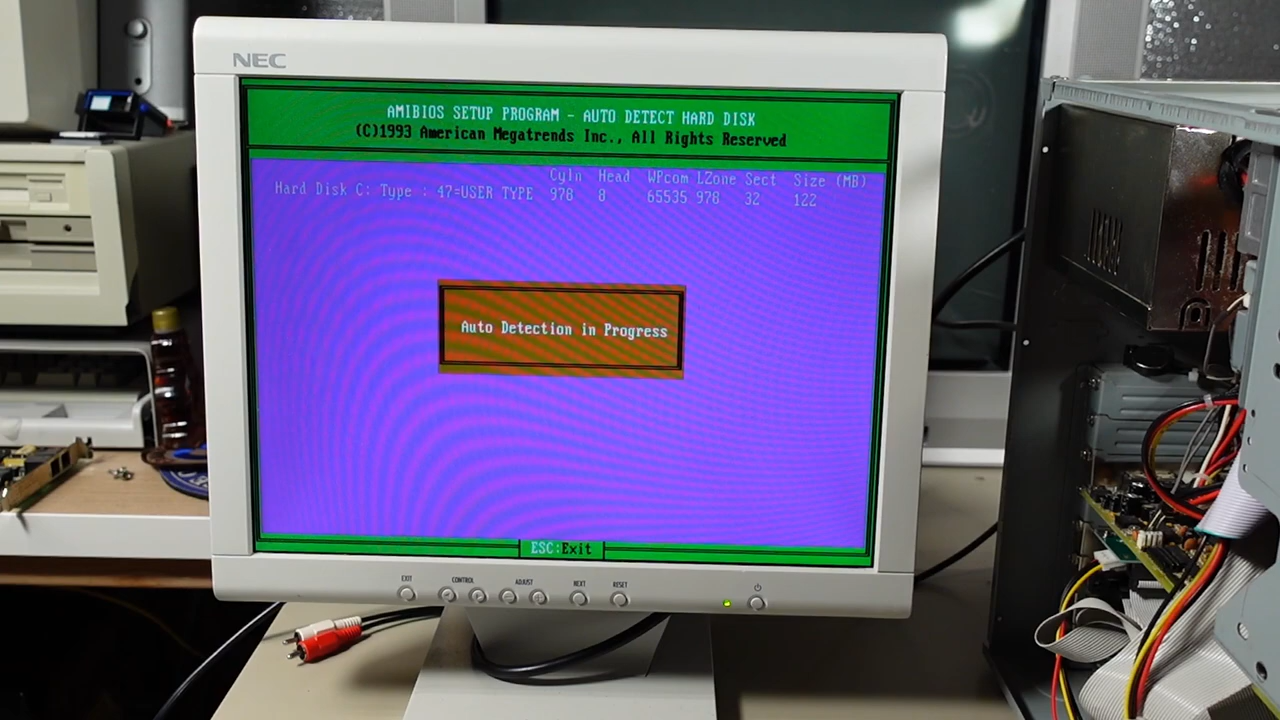 NEC
AMIBIOS SETUP PROGRAM - AUTO DETECT HARD DISK
(C)1993 American Megatrends Inc., All Rights Reserved
Cyln Head WPcom LZone Sect Size (MB)
Hard Disk C: Type : 47=USER TYPE 978 8 65535 978 32 122
Auto Detection in Progress
ESC:Exit
EXIT CONTROL ADJUST NEXT RESET